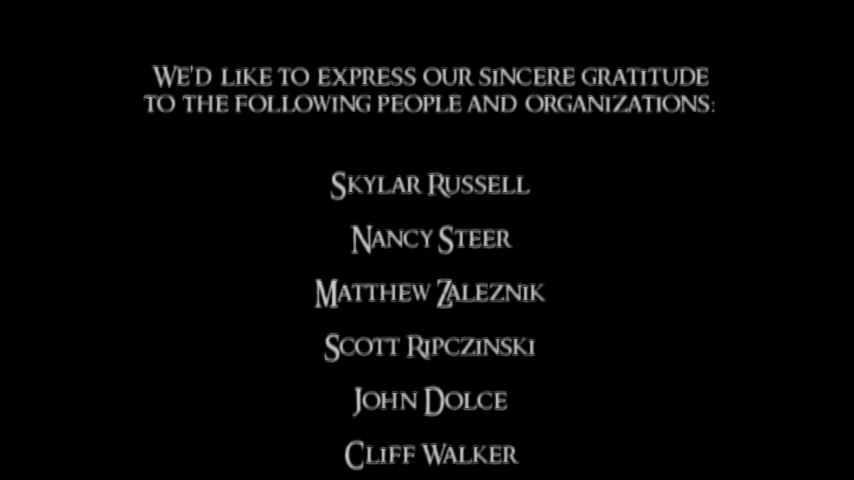 We'd like to express our sincere gratitude
to the following people and organizations:
Skylar Russell
Nancy Steer
Matthew Zaleznik
Scott Ripczinski
John Dolce
Cliff Walker